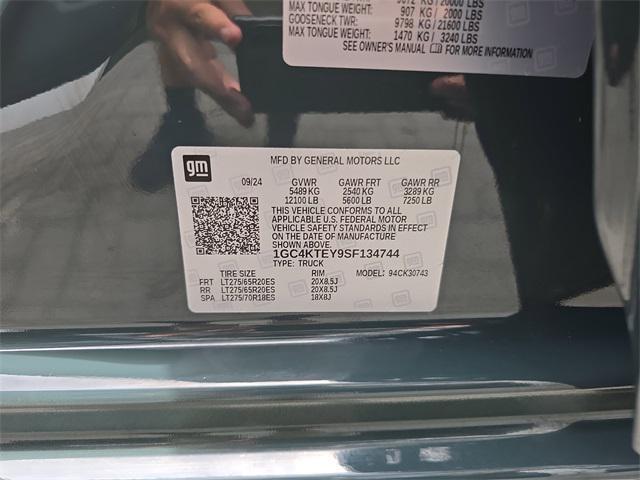 20000 LBS
MAX TONGUE WEIGHT: 907 KG / 2000 LBS
GOOSENECK TWR: 9798 KG / 21600 LBS
MAX TONGUE WEIGHT: 1470 KG / 3240 LBS
SEE OWNER'S MANUAL FOR MORE INFORMATION
gm
MFD BY GENERAL MOTORS LLC
09/24 GVWR GAWR FRT GAWR RR
5489 KG 2540 KG 3289 KG
12100 LB 5600 LB 7250 LB
THIS VEHICLE CONFORMS TO ALL
APPLICABLE U.S. FEDERAL MOTOR
VEHICLE SAFETY STANDARDS IN EFFECT
ON THE DATE OF MANUFACTURE
SHOWN ABOVE.
1GC4KTEY9SF134744
TYPE: TRUCK
TIRE SIZE RIM MODEL: 94CK30743
FRT LT275/65R20ES 20X8.5J
RR LT275/65R20ES 20X8.5J
SPA LT275/70R18ES 18X8J